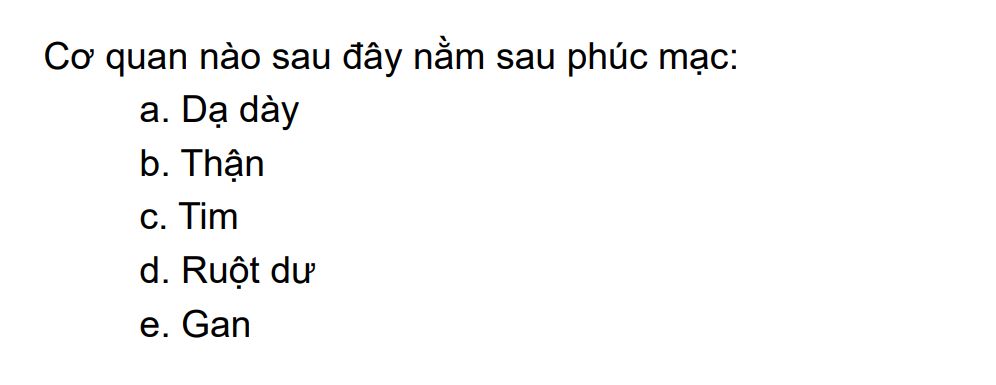 Cơ quan nào sau đây nằm sau phúc mạc:
a. Dạ dày
b. Thận
c. Tim
d. Ruột dư
e. Gan